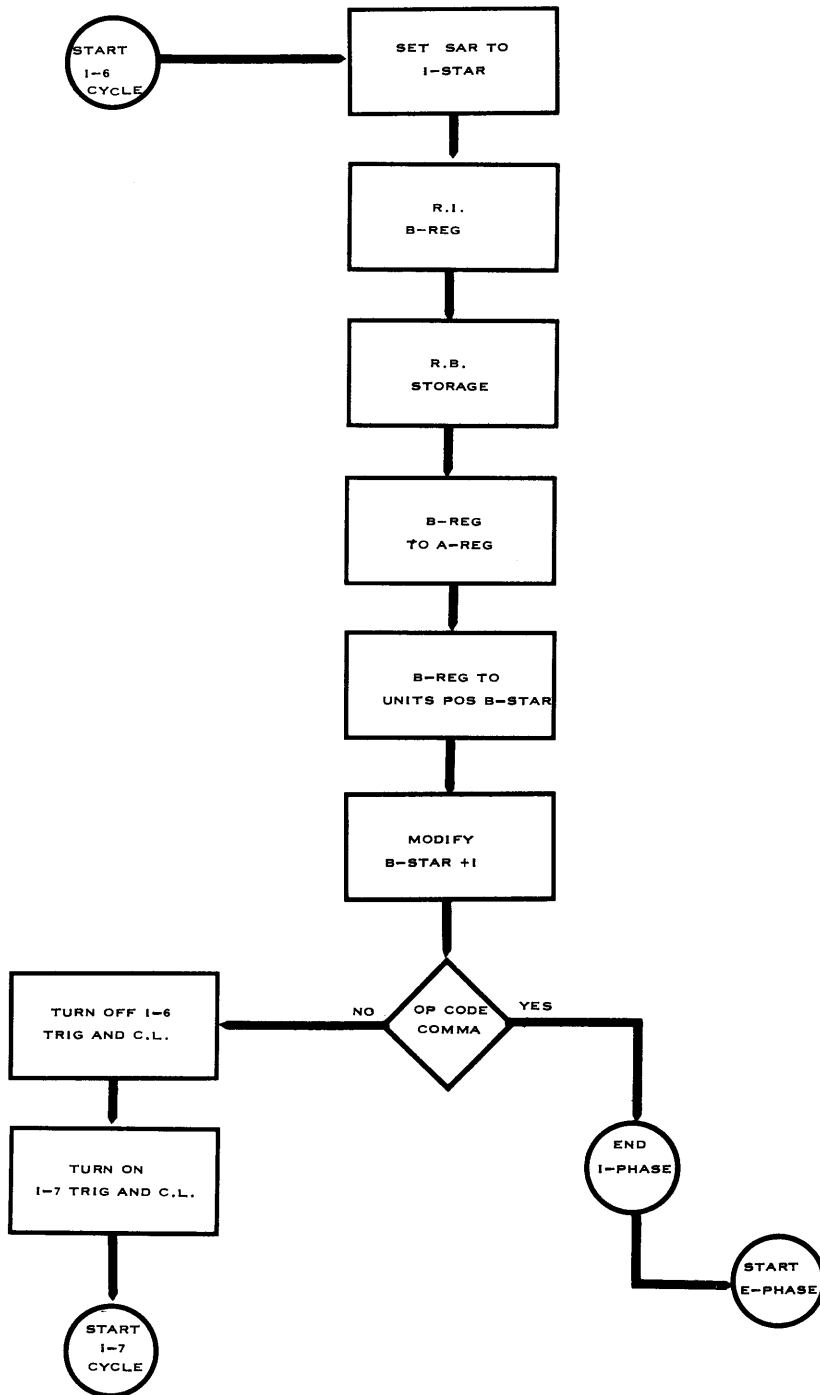 START
I-6
CYCLE
SET SAR TO
I-STAR
R.I.
B-REG
R.B.
STORAGE
B-REG
TO A-REG
B-REG TO
UNITS POS B-STAR
MODIFY
B-STAR +1
OP CODE
COMMA
NO
YES
TURN OFF I-6
TRIG AND C.L.
TURN ON
I-7 TRIG AND C.L.
START
I-7
CYCLE
END
I-PHASE
START
E-PHASE